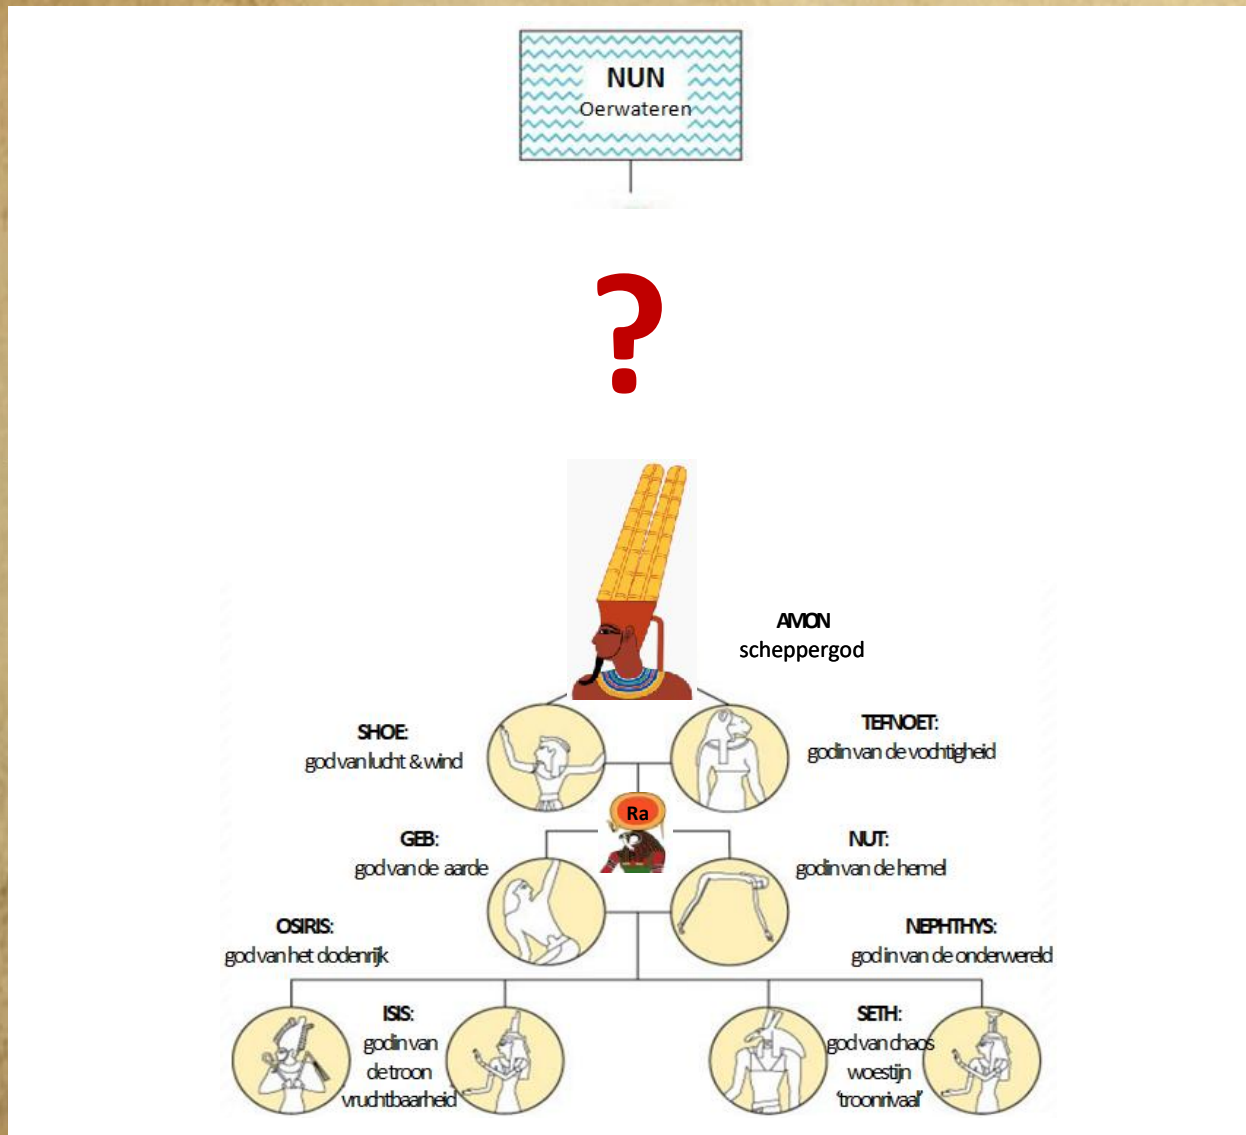 NUN
Oerwateren
?
AMON
scheppergod
SHOE:
god van lucht & wind
TEFNOET:
godin van de vochtigheid
Ra
GEB:
god van de aarde
NUT:
godin van de hemel
OSIRIS:
god van het dodenrijk
NEPHTHYS:
godin van de onderwereld
ISIS:
godin van
de troon
vruchtbaarheid
SETH:
god van chaos
woestijn
‘troonrivaal’